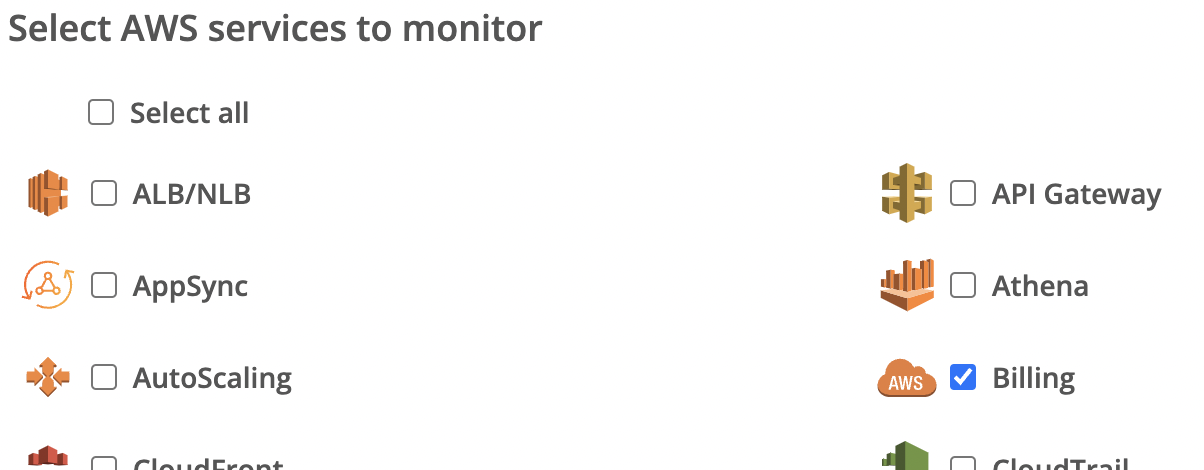 Select AWS services to monitor
Select all
ALB/NLB
API Gateway
AppSync
Athena
AutoScaling
AWS
Billing
CloudFront
CloudTrail